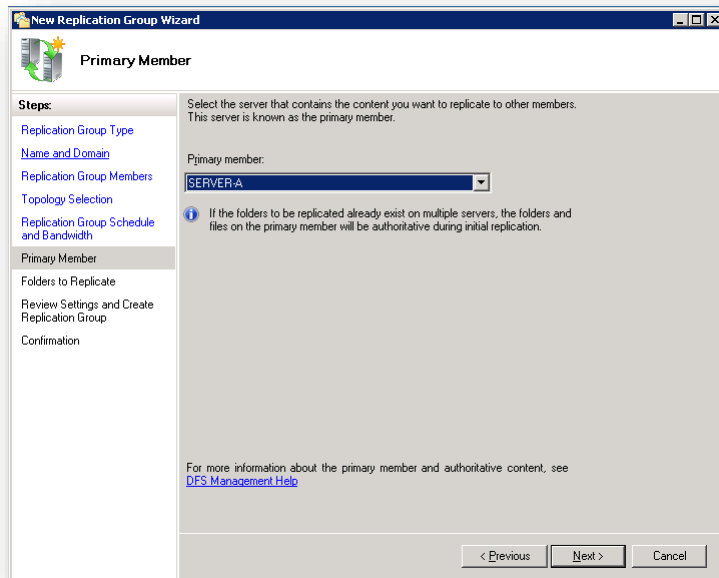 New Replication Group Wizard
Primary Member
Steps:
Replication Group Type
Name and Domain
Replication Group Members
Topology Selection
Replication Group Schedule
and Bandwidth
Primary Member
Folders to Replicate
Review Settings and Create
Replication Group
Confirmation
Select the server that contains the content you want to replicate to other members.
This server is known as the primary member.
Primary member:
SERVER-A
If the folders to be replicated already exist on multiple servers, the folders and
files on the primary member will be authoritative during initial replication.
For more information about the primary member and authoritative content, see
DFS Management Help
< Previous
Next >
Cancel